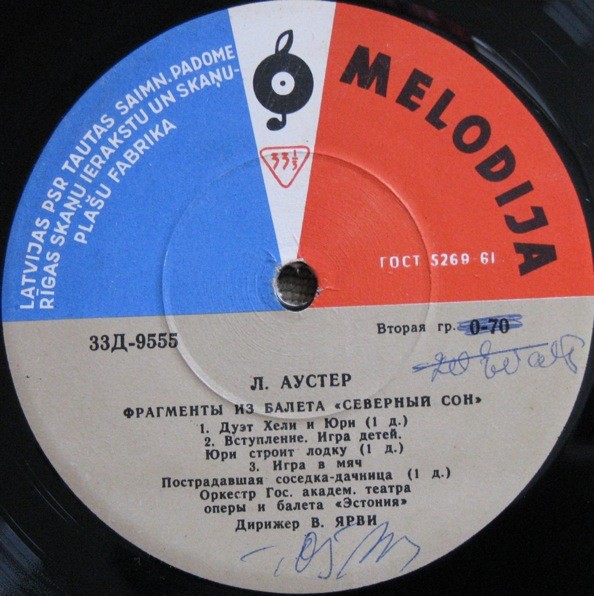 LATVIJAS PSR TAUTAS SAIMN. PADOME
RĪGAS SKAŅU IERAKSTU UN SKAŅU-
PLAŠU FABRIKA
33⅓
MELODIJA
ГОСТ 5269-61
33Д-9555
Вторая гр. 0-70
Л. АУСТЕР
ФРАГМЕНТЫ ИЗ БАЛЕТА «СЕВЕРНЫЙ СОН»
1. Дуэт Хели и Юри (1 д.)
2. Вступление. Игра детей.
Юри строит лодку (1 д.)
3. Игра в мяч
Пострадавшая соседка-дачница (1 д.)
Оркестр Гос. академ. театра
оперы и балета «Эстония»
Дирижер В. ЯРВИ